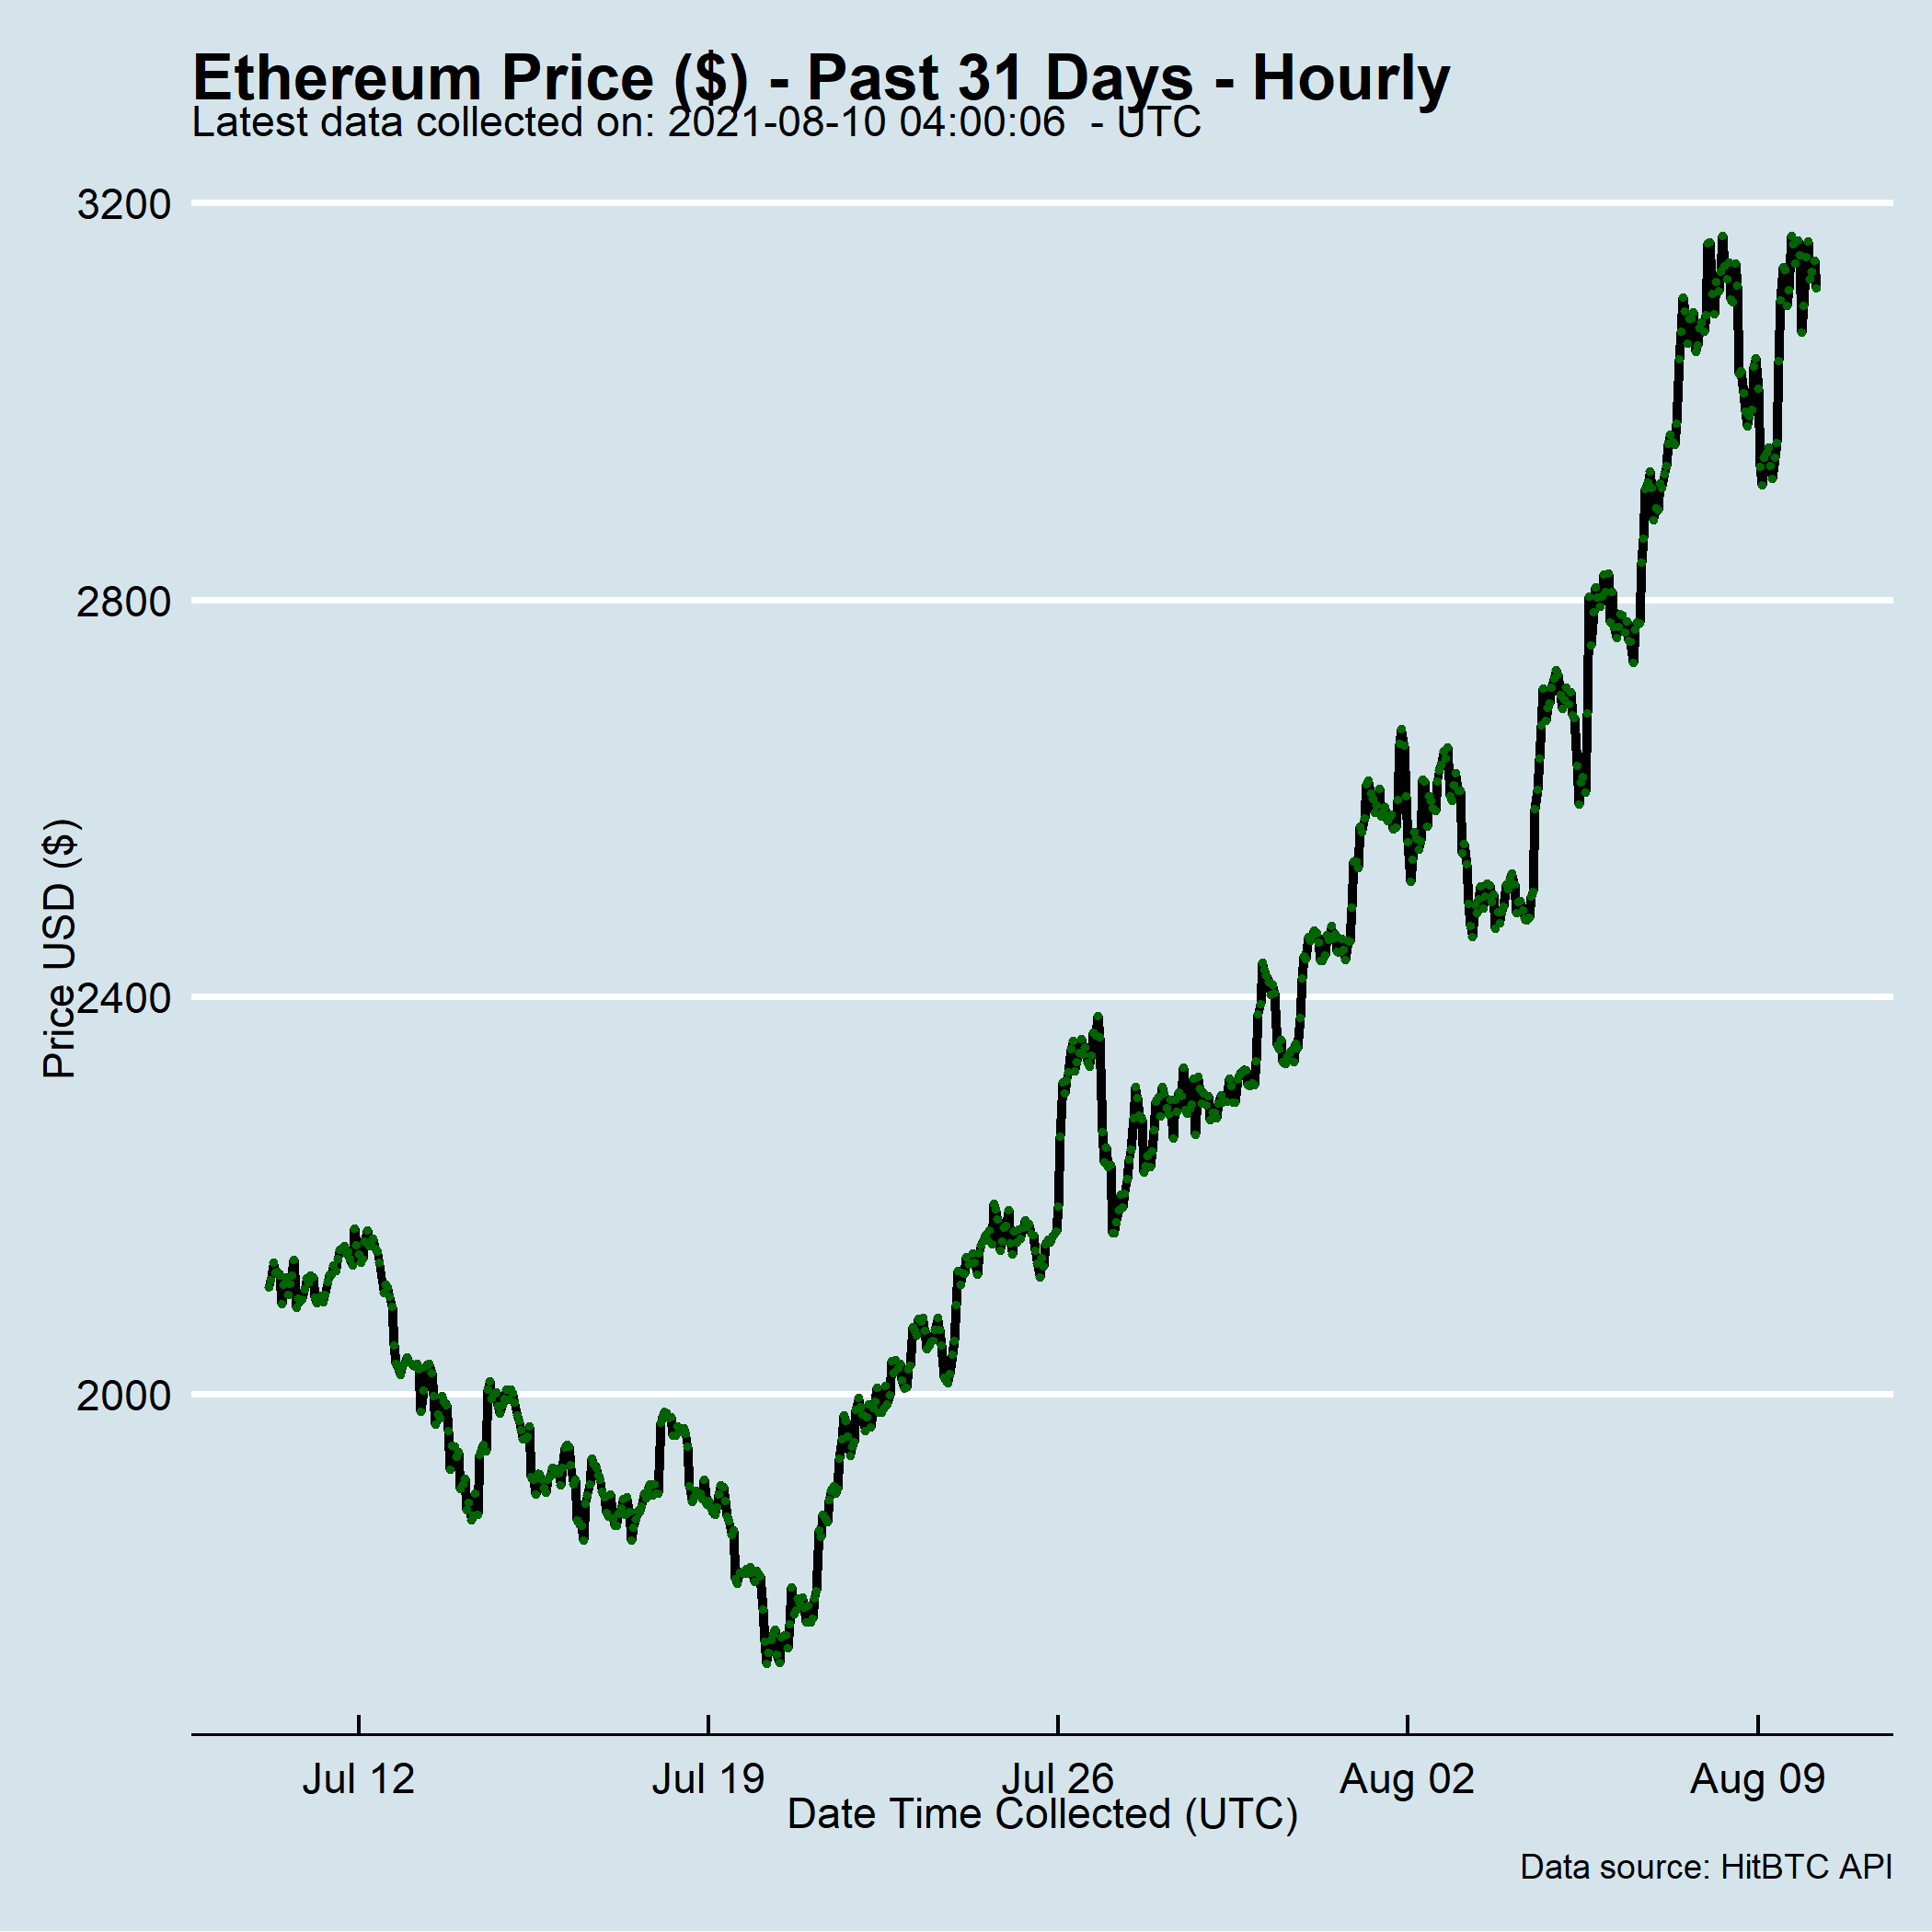 Ethereum Price ($) - Past 31 Days - Hourly
Latest data collected on: 2021-08-10 04:00:06  - UTC
3200
2800
2400
2000
Price USD ($)
Jul 12
Jul 19
Jul 26
Aug 02
Aug 09
Date Time Collected (UTC)
Data source: HitBTC API